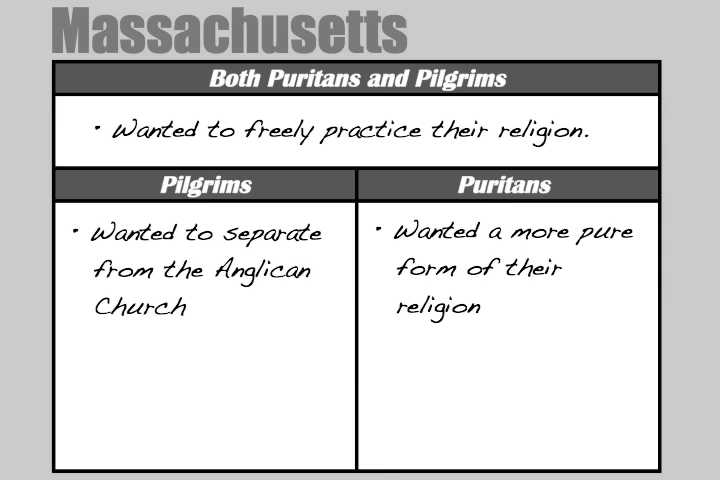 Massachusetts
Both Puritans and Pilgrims
• Wanted to freely practice their religion.
Pilgrims
• Wanted to separate
from the Anglican
Church
Puritans
• Wanted a more pure
form of their
religion